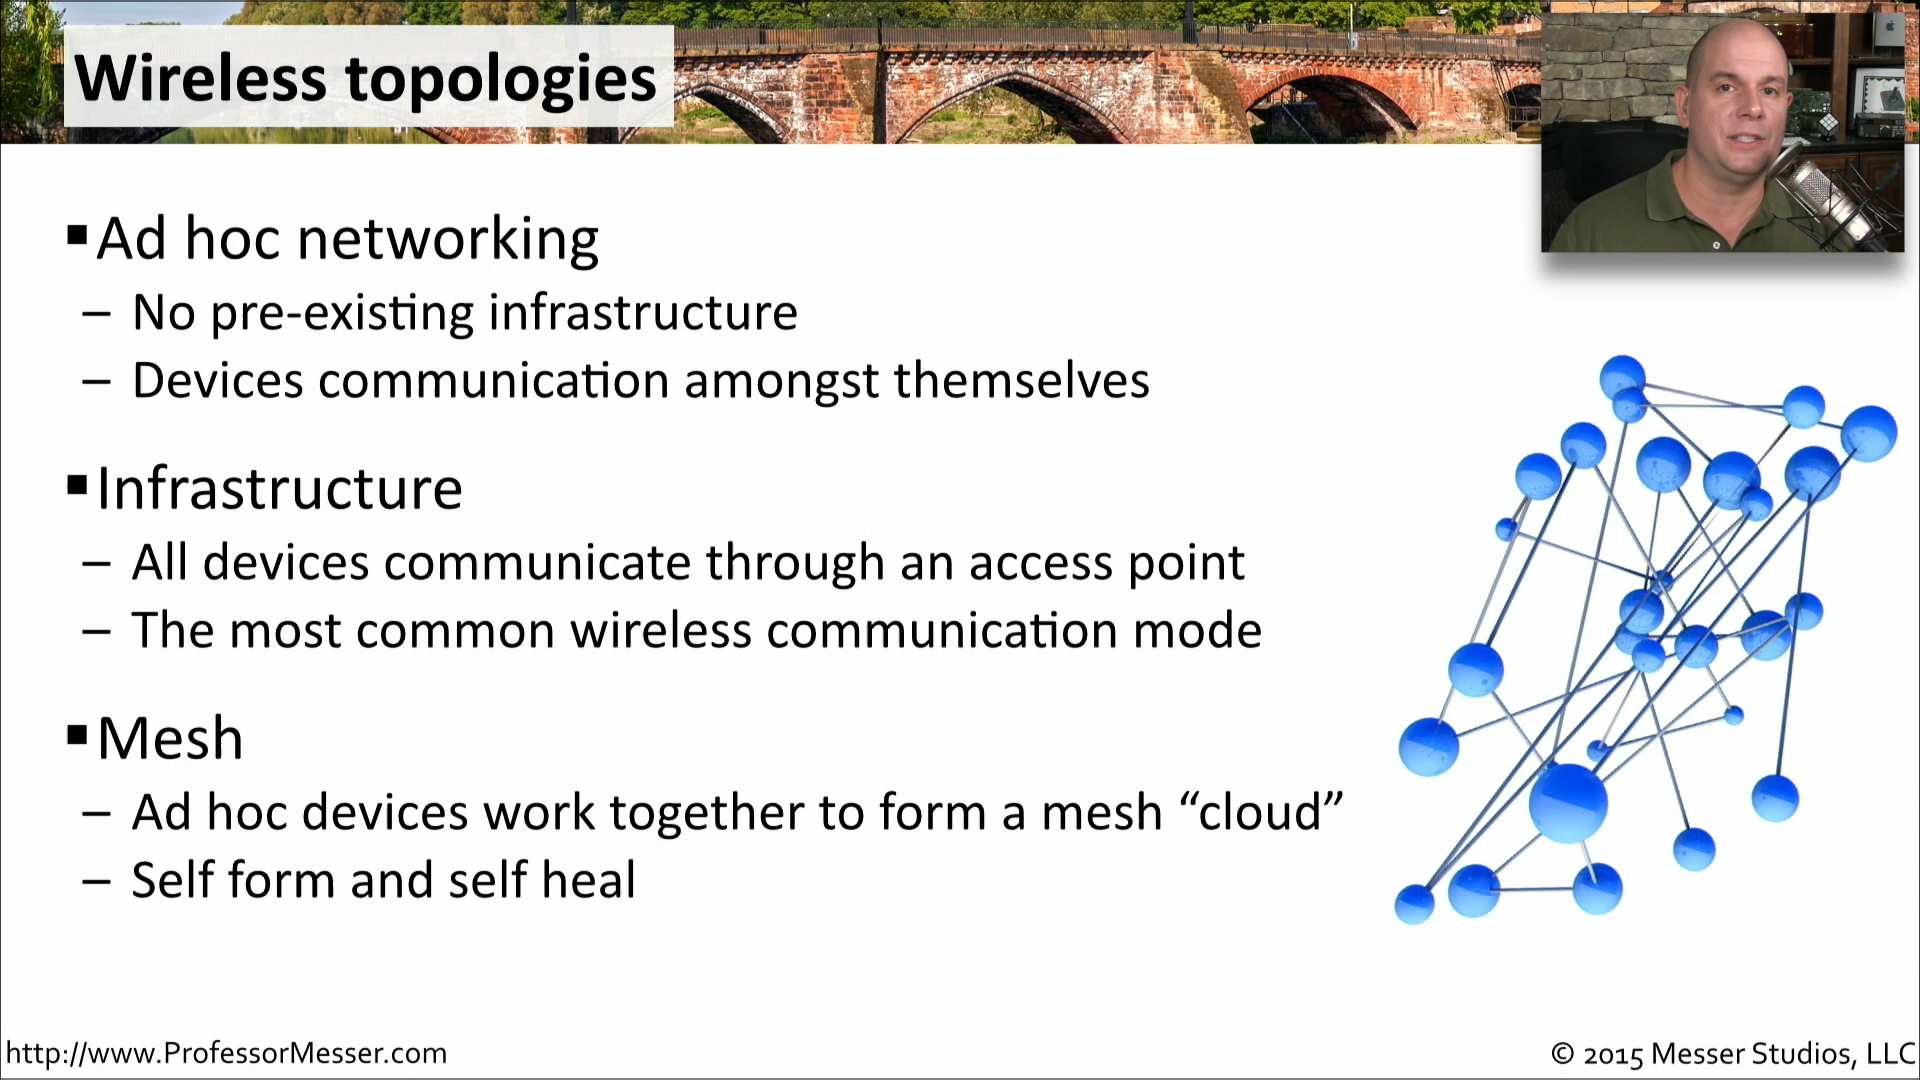 Wireless topologies
▪Ad hoc networking
– No pre-existing infrastructure
– Devices communication amongst themselves
▪Infrastructure
– All devices communicate through an access point
– The most common wireless communication mode
▪Mesh
– Ad hoc devices work together to form a mesh “cloud”
– Self form and self heal
http://www.ProfessorMesser.com
© 2015 Messer Studios, LLC